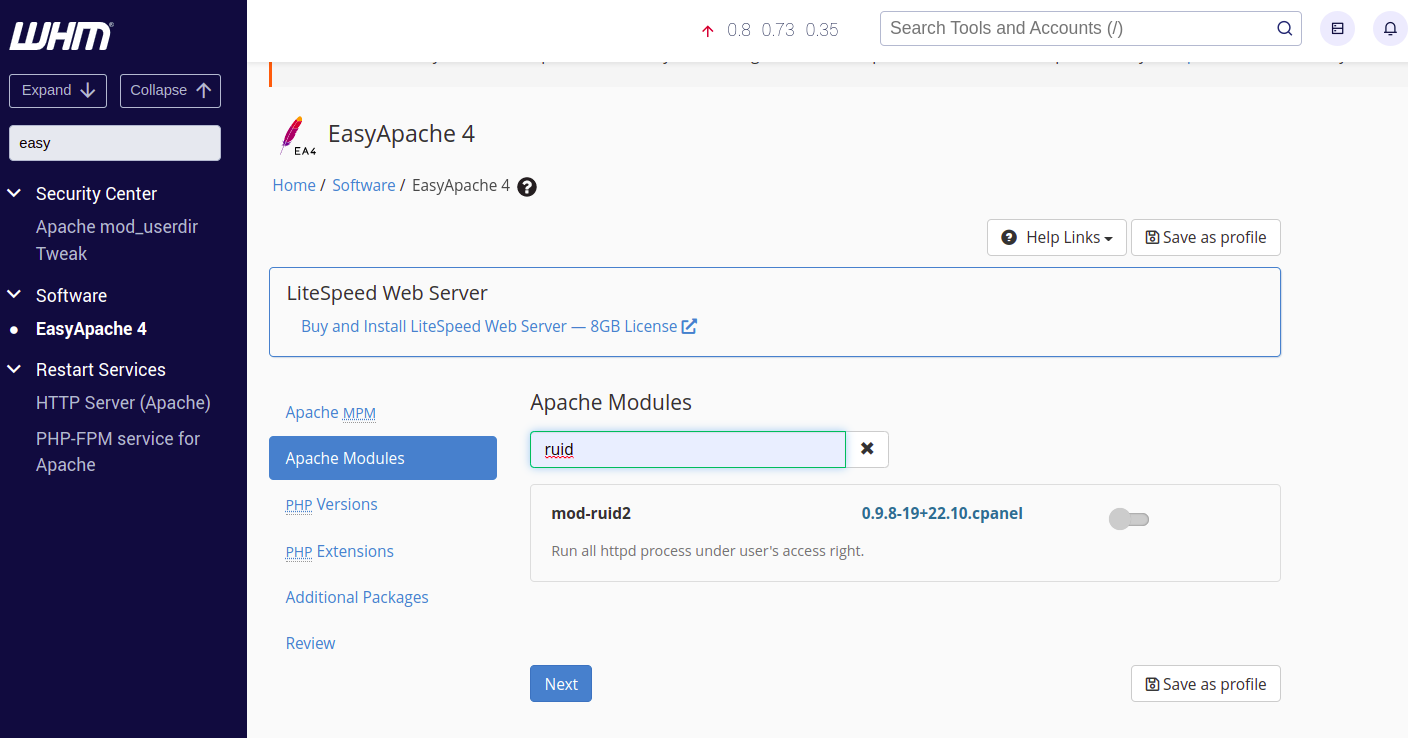 WHM
0.8 0.73 0.35
Search Tools and Accounts (/)
Expand
Collapse
easy
Security Center
Apache mod_userdir
Tweak
Software
EasyApache 4
Restart Services
HTTP Server (Apache)
PHP-FPM service for
Apache
EA4
EasyApache 4
Home / Software / EasyApache 4
Help Links
Save as profile
LiteSpeed Web Server
Buy and Install LiteSpeed Web Server — 8GB License
Apache MPM
Apache Modules
PHP Versions
PHP Extensions
Additional Packages
Review
Apache Modules
ruid
mod-ruid2
0.9.8-19+22.10.cpanel
Run all httpd process under user's access right.
Next
Save as profile